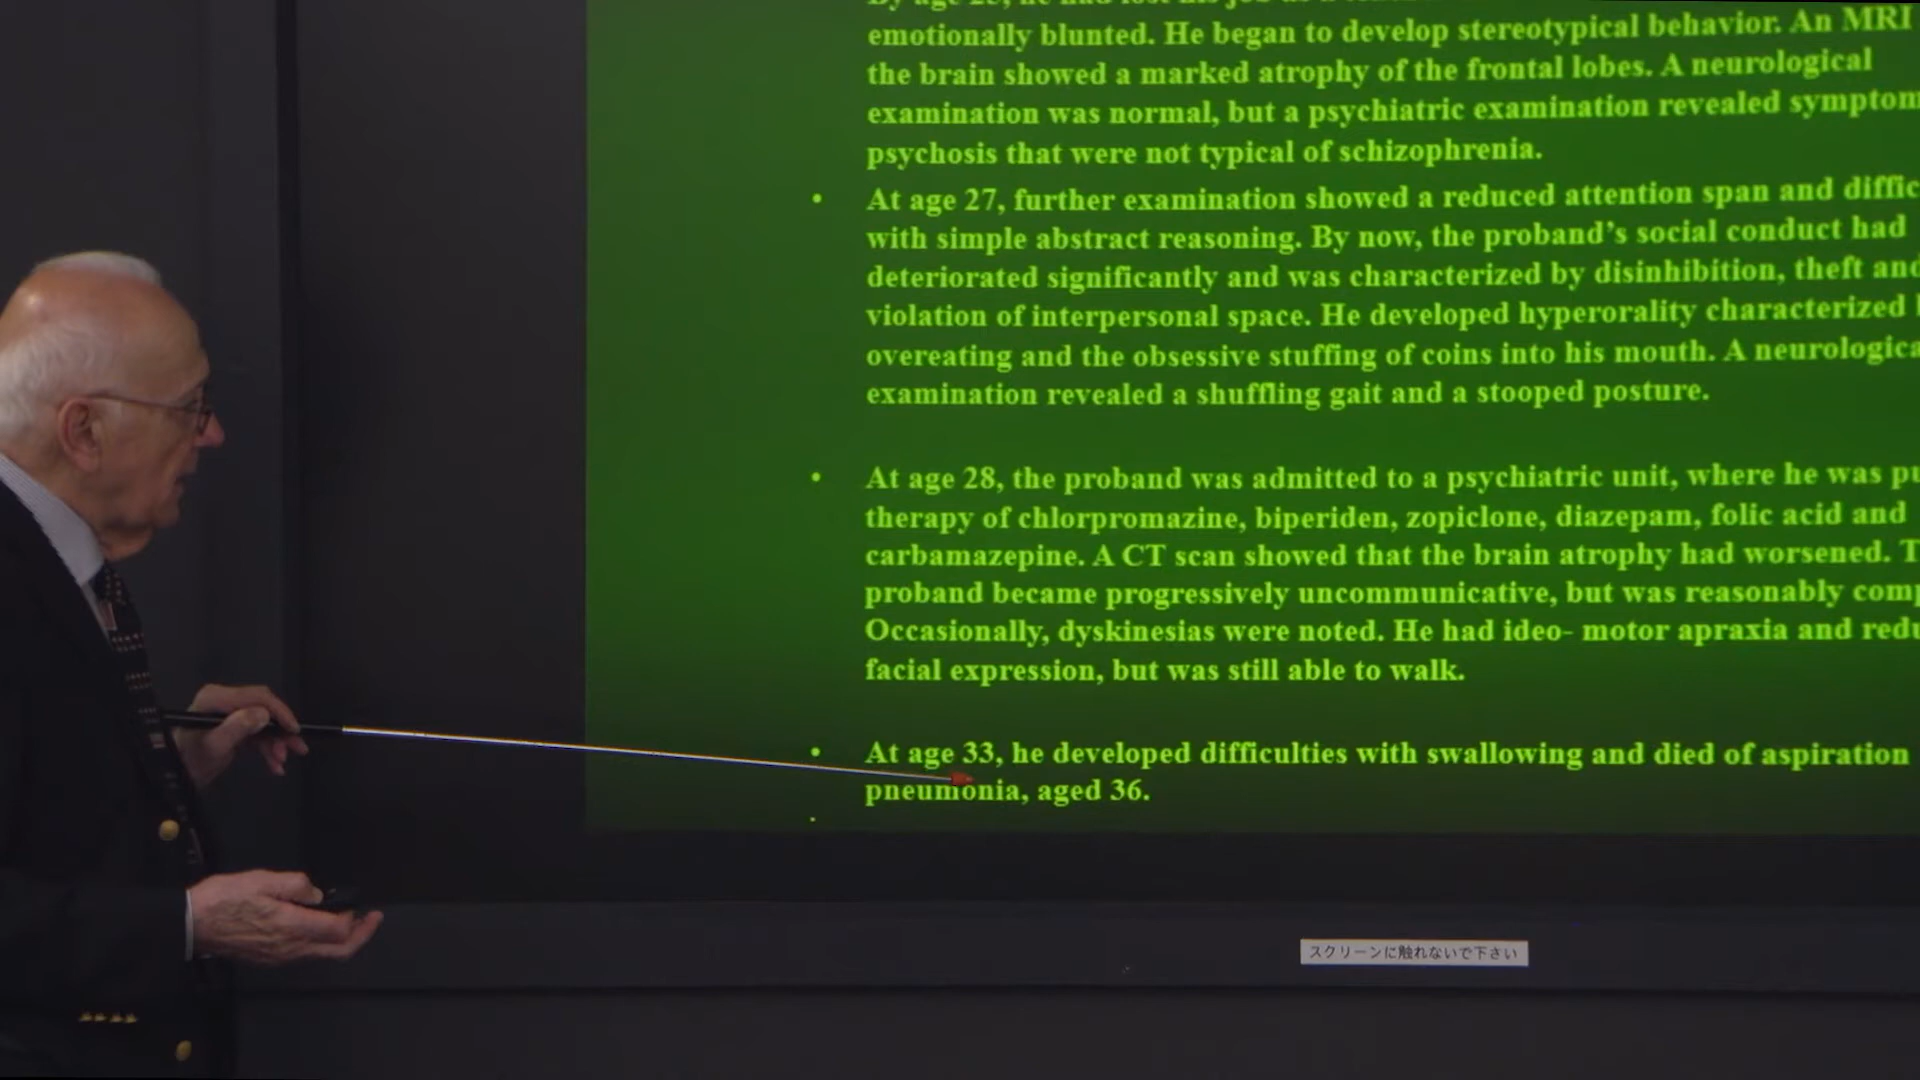 emotionally blunted. He began to develop stereotypical behavior. An MRI
the brain showed a marked atrophy of the frontal lobes. A neurological
examination was normal, but a psychiatric examination revealed
psychosis that were not typical of schizophrenia.
• At age 27, further examination showed a reduced attention span and
with simple abstract reasoning. By now, the proband’s social conduct had
deteriorated significantly and was characterized by disinhibition, theft
violation of interpersonal space. He developed hyperorality characterized
overeating and the obsessive stuffing of coins into his mouth. A
examination revealed a shuffling gait and a stooped posture.
• At age 28, the proband was admitted to a psychiatric unit, where he was
therapy of chlorpromazine, biperiden, zopiclone, diazepam, folic acid and
carbamazepine. A CT scan showed that the brain atrophy had worsened.
proband became progressively uncommunicative, but was reasonably
Occasionally, dyskinesias were noted. He had ideo- motor apraxia and
facial expression, but was still able to walk.
• At age 33, he developed difficulties with swallowing and died of aspiration
pneumonia, aged 36.
スクリーンに触れないで下さい